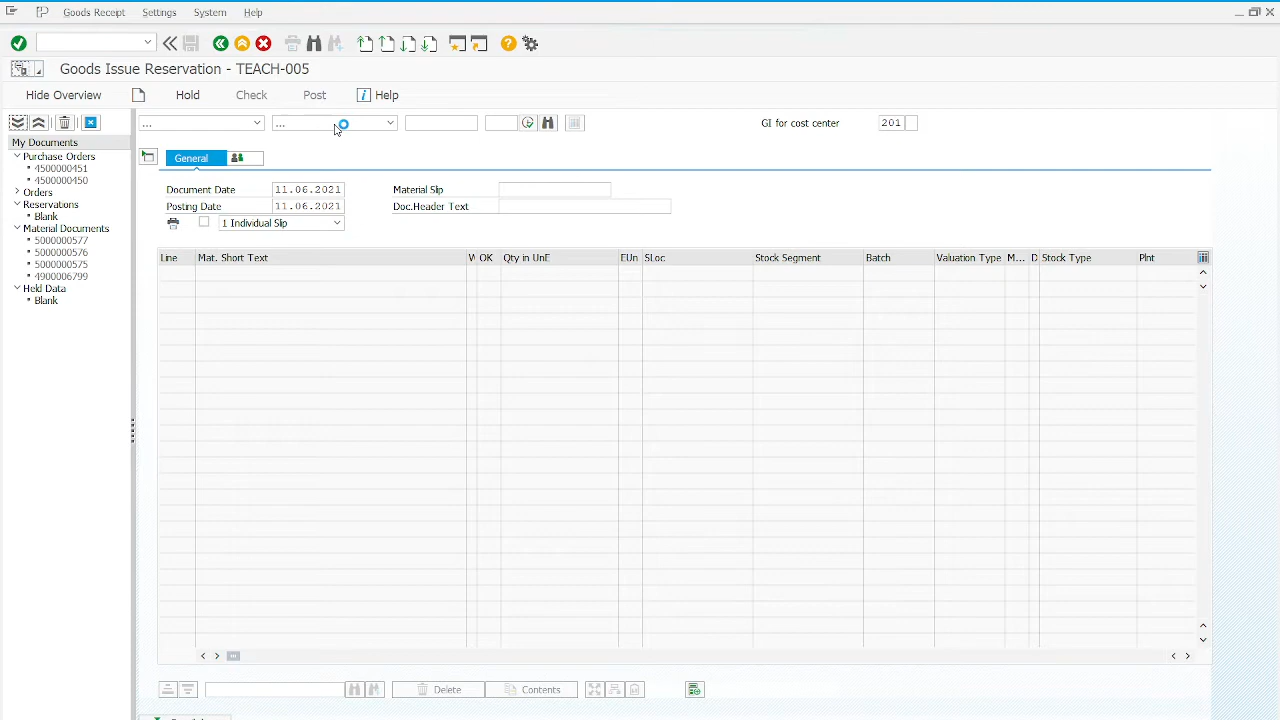 Goods Receipt Settings System Help
Goods Issue Reservation - TEACH-005
Hide Overview Hold Check Post Help
... ... GI for cost center 201
My Documents
Purchase Orders
4500000451
4500000450
Orders
Reservations
Blank
Material Documents
5000000577
5000000576
5000000575
4900006799
Held Data
Blank
General
Document Date 11.06.2021 Material Slip
Posting Date 11.06.2021 Doc.Header Text
1 Individual Slip
Line Mat. Short Text W OK Qty in UnE EUn SLoc Stock Segment Batch Valuation Type M... D Stock Type Plnt
Delete Contents